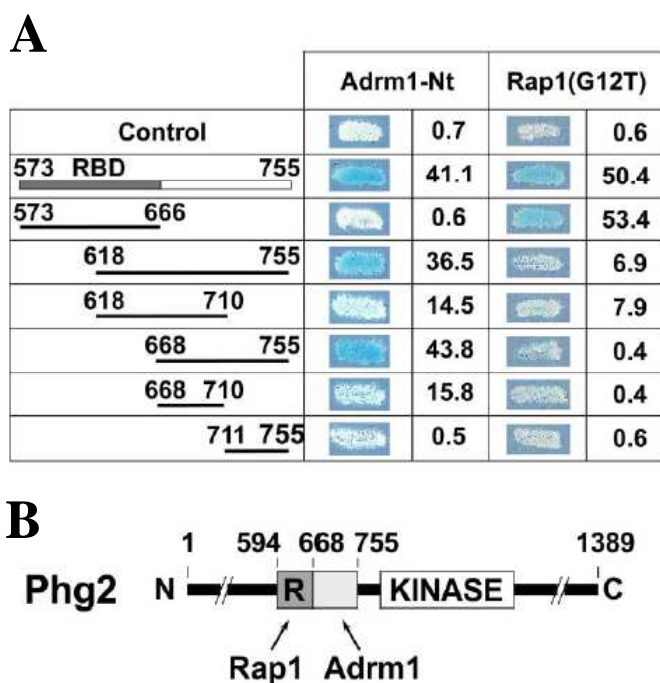 A
Adrm1-Nt Rap1(G12T)
Control 0.7 0.6
573 RBD 755 41.1 50.4
573 666 0.6 53.4
618 755 36.5 6.9
618 710 14.5 7.9
668 755 43.8 0.4
668 710 15.8 0.4
711 755 0.5 0.6
B
1 594 668 755 1389
Phg2 N R KINASE C
Rap1 Adrm1